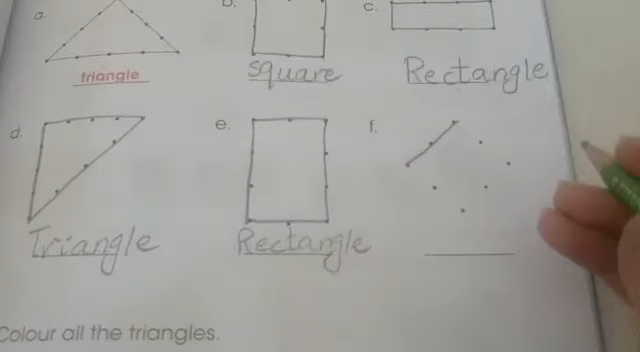 a.
b.
c.
triangle
square
Rectangle
d.
e.
f.
Triangle
Rectangle
Colour all the triangles.